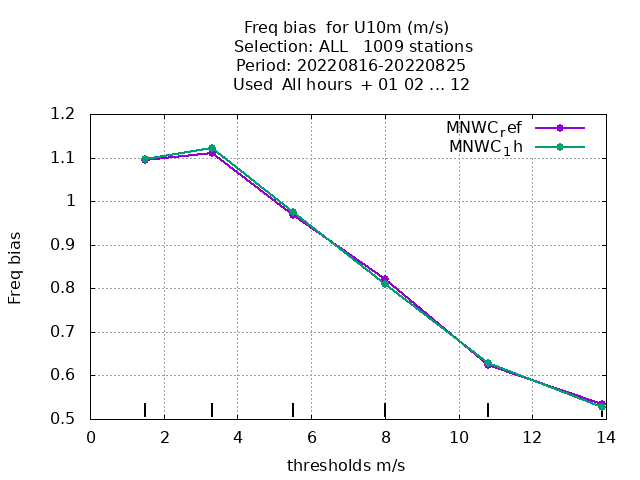 Freq bias  for U10m (m/s)
Selection: ALL   1009 stations
Period: 20220816-20220825
Used  All hours  + 01 02 ... 12
MNWCref
MNWC1h
1.2
1.1
1
0.9
0.8
0.7
0.6
0.5
Freq bias
0 2 4 6 8 10 12 14
thresholds m/s